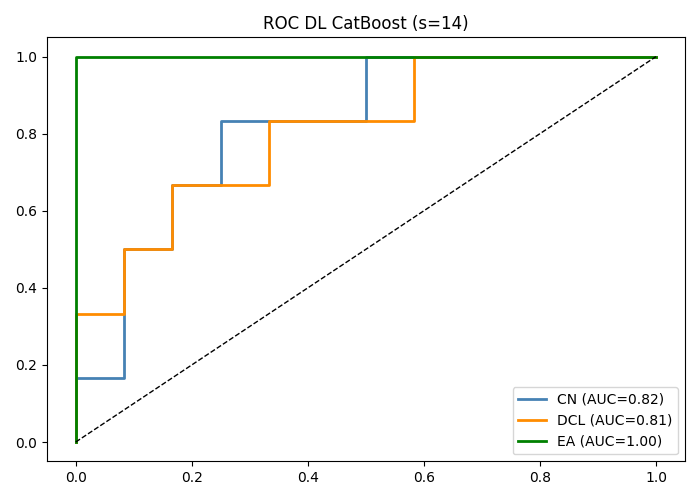 ROC DL CatBoost (s=14)
1.0
0.8
0.6
0.4
0.2
0.0
0.0 0.2 0.4 0.6 0.8 1.0
CN (AUC=0.82)
DCL (AUC=0.81)
EA (AUC=1.00)